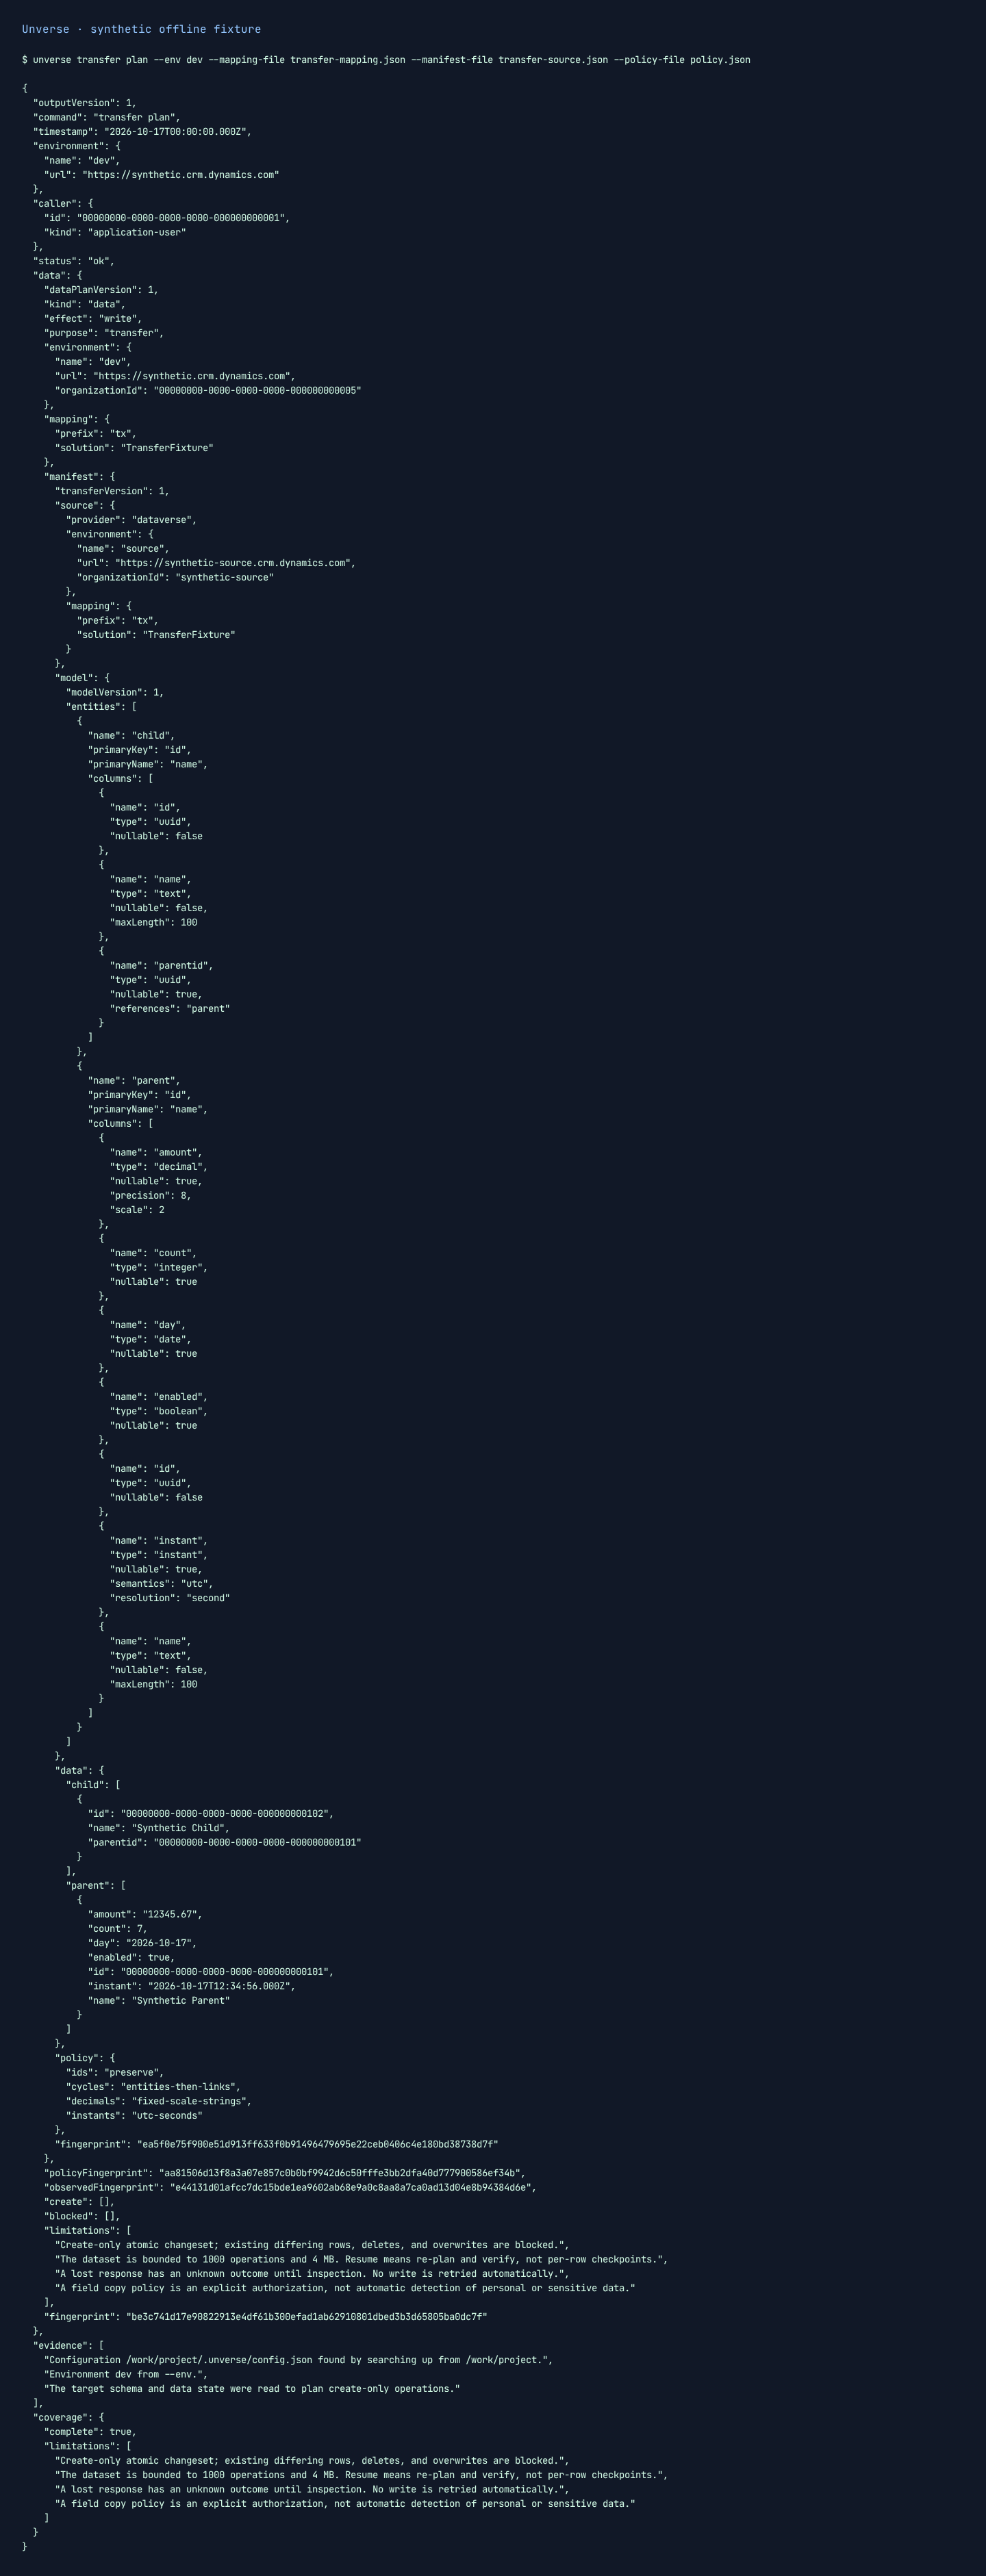 Unverse · synthetic offline fixture
$ unverse transfer plan --env dev --mapping-file transfer-mapping.json --manifest-file transfer-source.json --policy-file policy.json
{
  "outputVersion": 1,
  "command": "transfer plan",
  "timestamp": "2026-10-17T00:00:00.000Z",
  "environment": {
    "name": "dev",
    "url": "https://synthetic.crm.dynamics.com"
  },
  "caller": {
    "id": "00000000-0000-0000-0000-000000000001",
    "kind": "application-user"
  },
  "status": "ok",
  "data": {
    "dataPlanVersion": 1,
    "kind": "data",
    "effect": "write",
    "purpose": "transfer",
    "environment": {
      "name": "dev",
      "url": "https://synthetic.crm.dynamics.com",
      "organizationId": "00000000-0000-0000-0000-000000000005"
    },
    "mapping": {
      "prefix": "tx",
      "solution": "TransferFixture"
    },
    "manifest": {
      "transferVersion": 1,
      "source": {
        "provider": "dataverse",
        "environment": {
          "name": "source",
          "url": "https://synthetic-source.crm.dynamics.com",
          "organizationId": "synthetic-source"
        },
        "mapping": {
          "prefix": "tx",
          "solution": "TransferFixture"
        }
      },
      "model": {
        "modelVersion": 1,
        "entities": [
          {
            "name": "child",
            "primaryKey": "id",
            "primaryName": "name",
            "columns": [
              {
                "name": "id",
                "type": "uuid",
                "nullable": false
              },
              {
                "name": "name",
                "type": "text",
                "nullable": false,
                "maxLength": 100
              },
              {
                "name": "parentid",
                "type": "uuid",
                "nullable": true,
                "references": "parent"
              }
            ]
          },
          {
            "name": "parent",
            "primaryKey": "id",
            "primaryName": "name",
            "columns": [
              {
                "name": "amount",
                "type": "decimal",
                "nullable": true,
                "precision": 8,
                "scale": 2
              },
              {
                "name": "count",
                "type": "integer",
                "nullable": true
              },
              {
                "name": "day",
                "type": "date",
                "nullable": true
              },
              {
                "name": "enabled",
                "type": "boolean",
                "nullable": true
              },
              {
                "name": "id",
                "type": "uuid",
                "nullable": false
              },
              {
                "name": "instant",
                "type": "instant",
                "nullable": true,
                "semantics": "utc",
                "resolution": "second"
              },
              {
                "name": "name",
                "type": "text",
                "nullable": false,
                "maxLength": 100
              }
            ]
          }
        ]
      },
      "data": {
        "child": [
          {
            "id": "00000000-0000-0000-0000-000000000102",
            "name": "Synthetic Child",
            "parentid": "00000000-0000-0000-0000-000000000101"
          }
        ],
        "parent": [
          {
            "amount": "12345.67",
            "count": 7,
            "day": "2026-10-17",
            "enabled": true,
            "id": "00000000-0000-0000-0000-000000000101",
            "instant": "2026-10-17T12:34:56.000Z",
            "name": "Synthetic Parent"
          }
        ]
      },
      "policy": {
        "ids": "preserve",
        "cycles": "entities-then-links",
        "decimals": "fixed-scale-strings",
        "instants": "utc-seconds"
      },
      "fingerprint": "ea5f0e75f900e51d913ff633f0b91496479695e22ceb0406c4e180bd38738d7f"
    },
    "policyFingerprint": "aa81506d13f8a3a07e857c0b0bf9942d6c50fffe3bb2dfa40d777900586ef34b",
    "observedFingerprint": "e44131d01afcc7dc15bde1ea9602ab68e9a0c8aa8a7ca0ad13d04e8b94384d6e",
    "create": [],
    "blocked": [],
    "limitations": [
      "Create-only atomic changeset; existing differing rows, deletes, and overwrites are blocked.",
      "The dataset is bounded to 1000 operations and 4 MB. Resume means re-plan and verify, not per-row checkpoints.",
      "A lost response has an unknown outcome until inspection. No write is retried automatically.",
      "A field copy policy is an explicit authorization, not automatic detection of personal or sensitive data."
    ],
    "fingerprint": "be3c741d17e90822913e4df61b300efad1ab62910801dbed3b3d65805ba0dc7f"
  },
  "evidence": [
    "Configuration /work/project/.unverse/config.json found by searching up from /work/project.",
    "Environment dev from --env.",
    "The target schema and data state were read to plan create-only operations."
  ],
  "coverage": {
    "complete": true,
    "limitations": [
      "Create-only atomic changeset; existing differing rows, deletes, and overwrites are blocked.",
      "The dataset is bounded to 1000 operations and 4 MB. Resume means re-plan and verify, not per-row checkpoints.",
      "A lost response has an unknown outcome until inspection. No write is retried automatically.",
      "A field copy policy is an explicit authorization, not automatic detection of personal or sensitive data."
    ]
  }
}